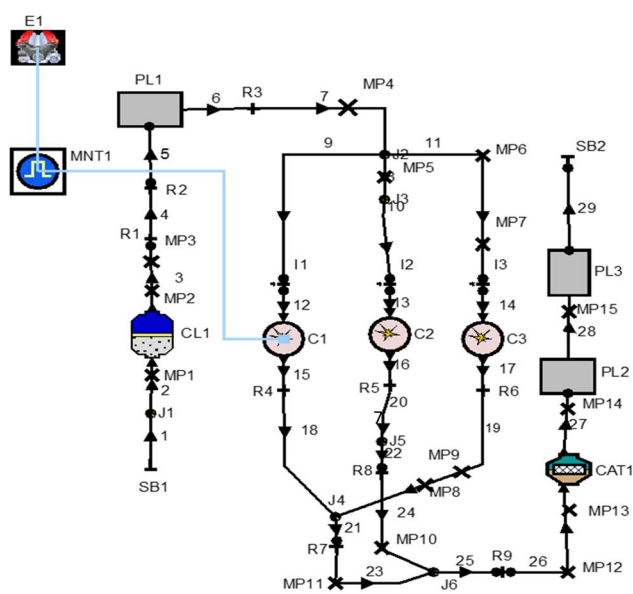 E1
PL1
6
R3
7
MP4
MNT1
5
R2
4
R1
MP3
3
MP2
CL1
MP1
2
J1
1
SB1
9
J2
11
MP5
8
J3
10
MP6
MP7
I1
I2
I3
12
13
14
C1
C2
C3
15
16
17
R4
R5
R6
18
20
7
J5
22
R8
19
MP9
MP8
J4
21
R7
24
MP10
MP11
23
J6
25
R9
26
MP12
MP13
CAT1
27
MP14
PL2
28
MP15
PL3
29
SB2